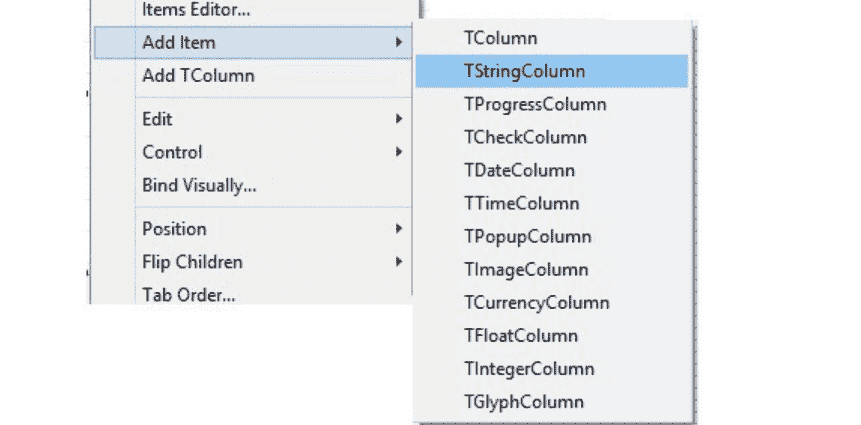 Items Editor...
Add Item
Add TColumn
Edit
Control
Bind Visually...
Position
Flip Children
Tab Order...
TColumn
TStringColumn
TProgressColumn
TCheckColumn
TDateColumn
TTimeColumn
TPopupColumn
TImageColumn
TCurrencyColumn
TFloatColumn
TIntegerColumn
TGlyphColumn